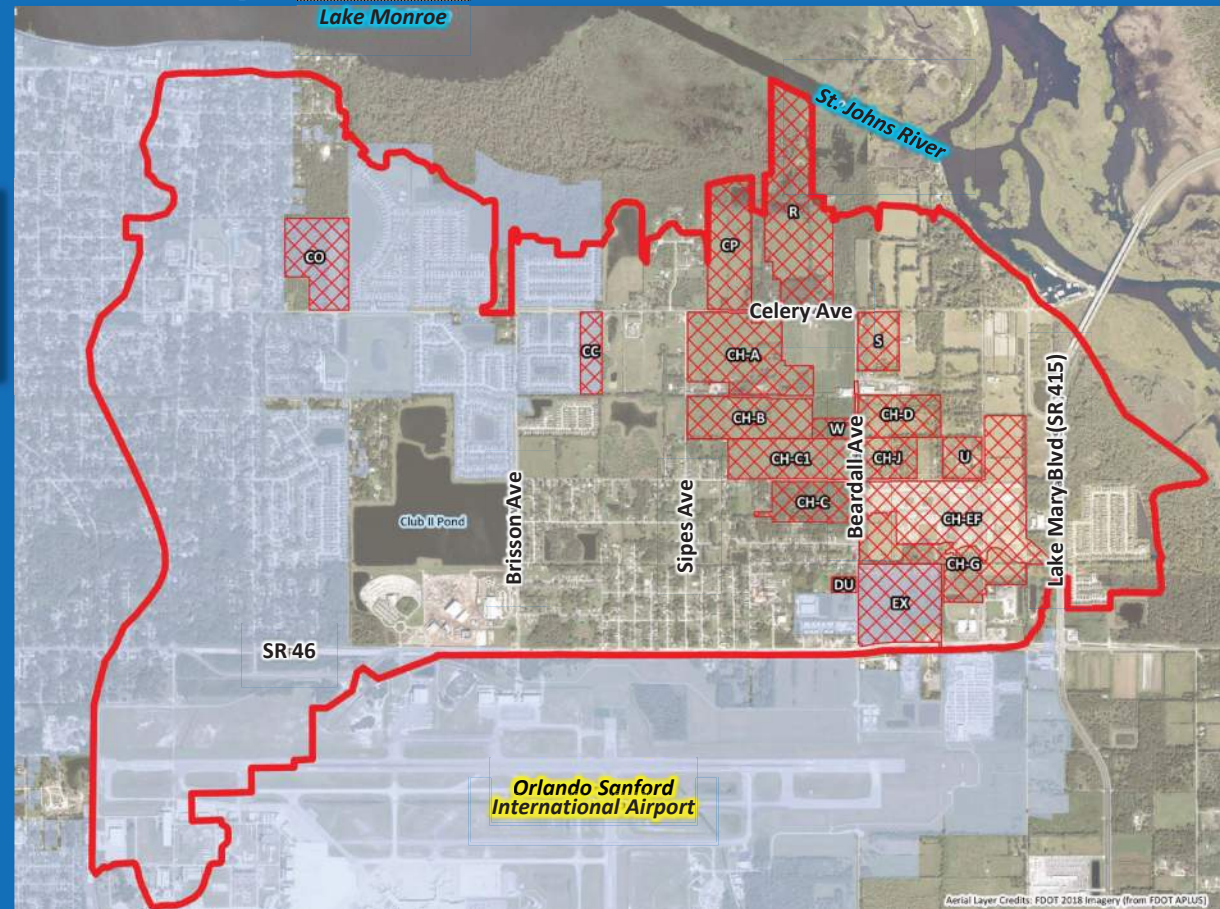 Lake Monroe
St. Johns River
R
CO
CP
Celery Ave
CC
CH-A
S
CH-B
W
CH-D
CH-C1
CH-J
U
Lake Mary Blvd (SR 415)
Beardall Ave
CH-C
Club II Pond
Brisson Ave
Sipes Ave
CH-EF
CH-G
DU
EX
SR 46
Orlando Sanford
International Airport
Aerial Layer Credits: FDOT 2018 Imagery (from FDOT APLUS)